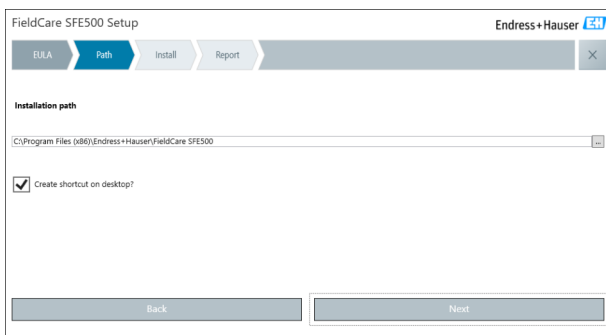 FieldCare SFE500 Setup
Endress+Hauser EH
EULA Path Install Report
Installation path
C:\Program Files (x86)\Endress+Hauser\FieldCare SFE500
...
Create shortcut on desktop?
Back Next